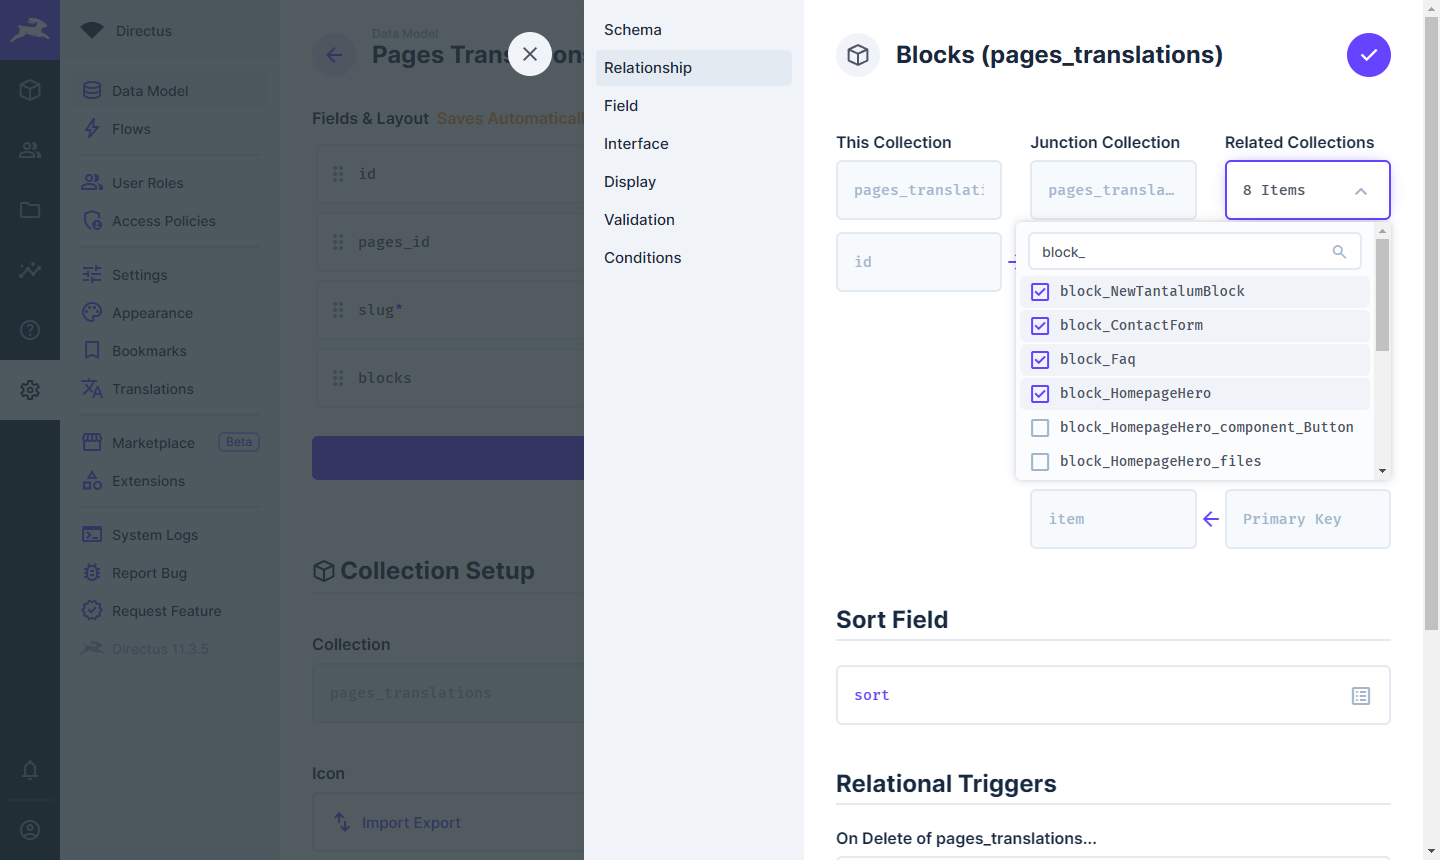 Directus
Data Model
Flows
User Roles
Access Policies
Settings
Appearance
Bookmarks
Translations
Marketplace
Beta
Extensions
System Logs
Report Bug
Request Feature
Directus 11.3.5
Data Model
Pages Trans
ons
Fields & Layout Saves Automaticall
id
pages_id
slug*
blocks
Collection Setup
Collection
pages_translations
Icon
Import Export
Schema
Relationship
Field
Interface
Display
Validation
Conditions
Blocks (pages_translations)
This Collection
Junction Collection
Related Collections
pages_translati
pages_transla…
8 Items
id
block_
block_NewTantalumBlock
block_ContactForm
block_Faq
block_HomepageHero
block_HomepageHero_component_Button
block_HomepageHero_files
item
Primary Key
Sort Field
sort
Relational Triggers
On Delete of pages_translations...